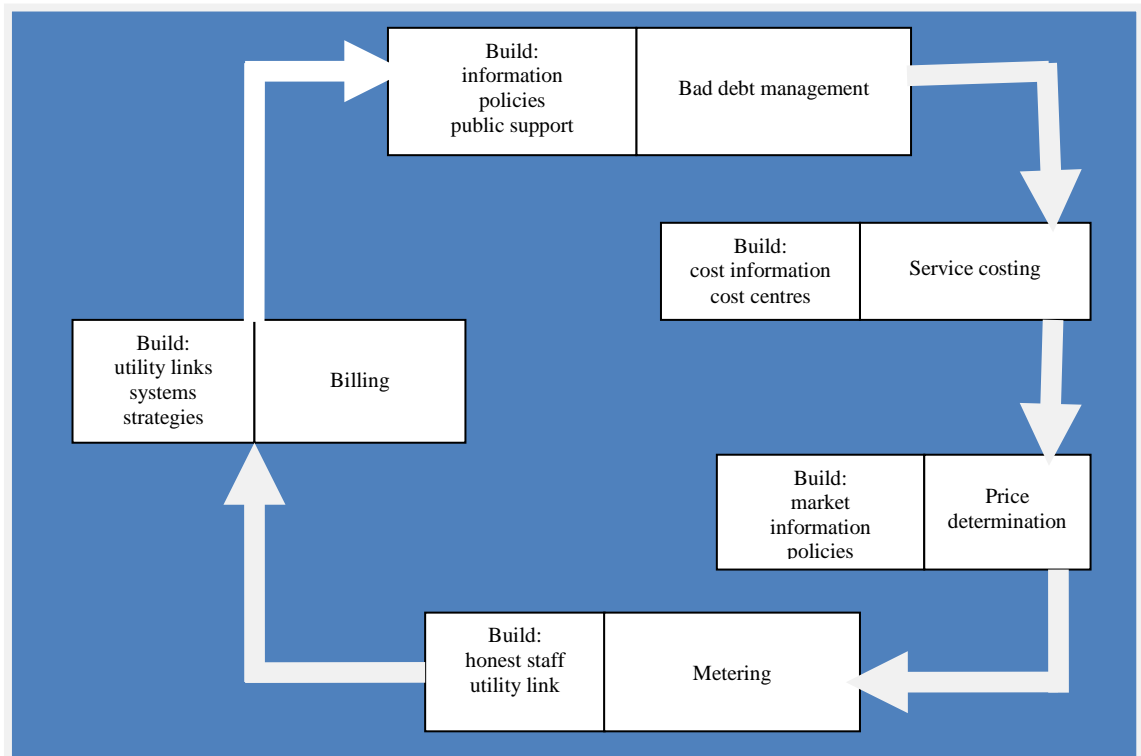 Build:
information
policies
public support
Bad debt management
Build:
cost information
cost centres
Service costing
Build:
utility links
systems
strategies
Billing
Build:
market
information
policies
Price
determination
Build:
honest staff
utility link
Metering